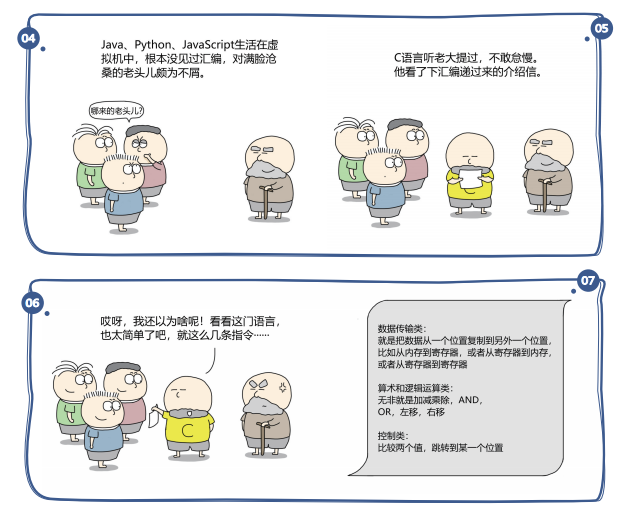 04
Java、Python、JavaScript生活在虚
拟机中，根本没见过汇编，对满脸沧
桑的老头儿颇为不屑。
哪来的老头儿?
05
C语言听老大提过，不敢怠慢。
他看了下汇编递过来的介绍信。
06
哎呀，我还以为啥呢！看看这门语言，
也太简单了吧，就这么几条指令……
C
07
数据传输类：
就是把数据从一个位置复制到另外一个位置，
比如从内存到寄存器，或者从寄存器到内存，
或者从寄存器到寄存器
算术和逻辑运算类：
无非就是加减乘除，AND，
OR，左移，右移
控制类：
比较两个值，跳转到某一个位置